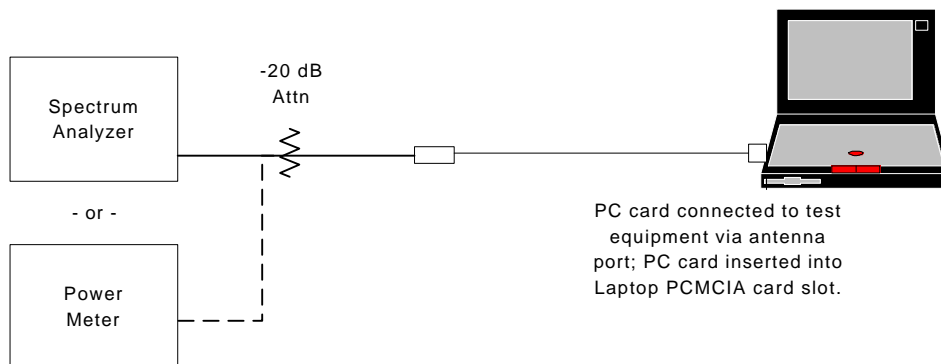 Spectrum
Analyzer
-20 dB
Attn
- or -
Power
Meter
PC card connected to test
equipment via antenna
port; PC card inserted into
Laptop PCMCIA card slot.